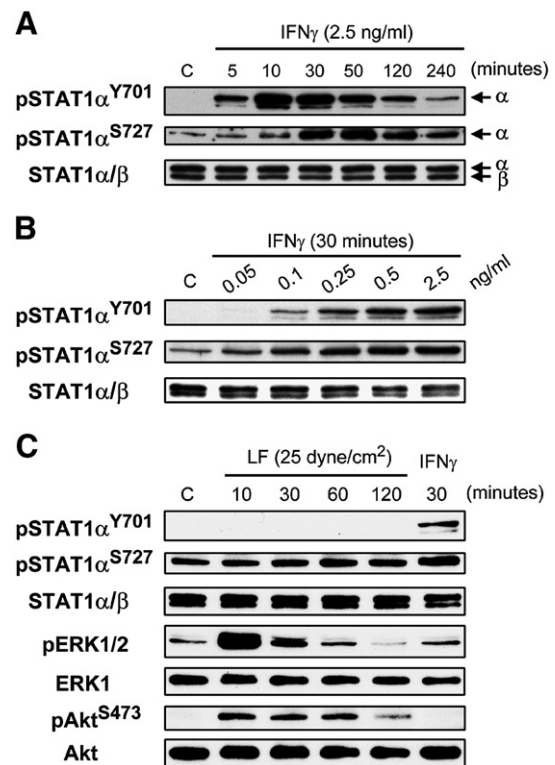 A
IFNγ (2.5 ng/ml)
C 5 10 30 50 120 240 (minutes)
pSTAT1α^Y701 ← α
pSTAT1α^S727 ← α
STAT1α/β ← α
← β
B
IFNγ (30 minutes)
C 0.05 0.1 0.25 0.5 2.5 ng/ml
pSTAT1α^Y701
pSTAT1α^S727
STAT1α/β
C
LF (25 dyne/cm²) IFNγ
C 10 30 60 120 30 (minutes)
pSTAT1α^Y701
pSTAT1α^S727
STAT1α/β
pERK1/2
ERK1
pAkt^S473
Akt